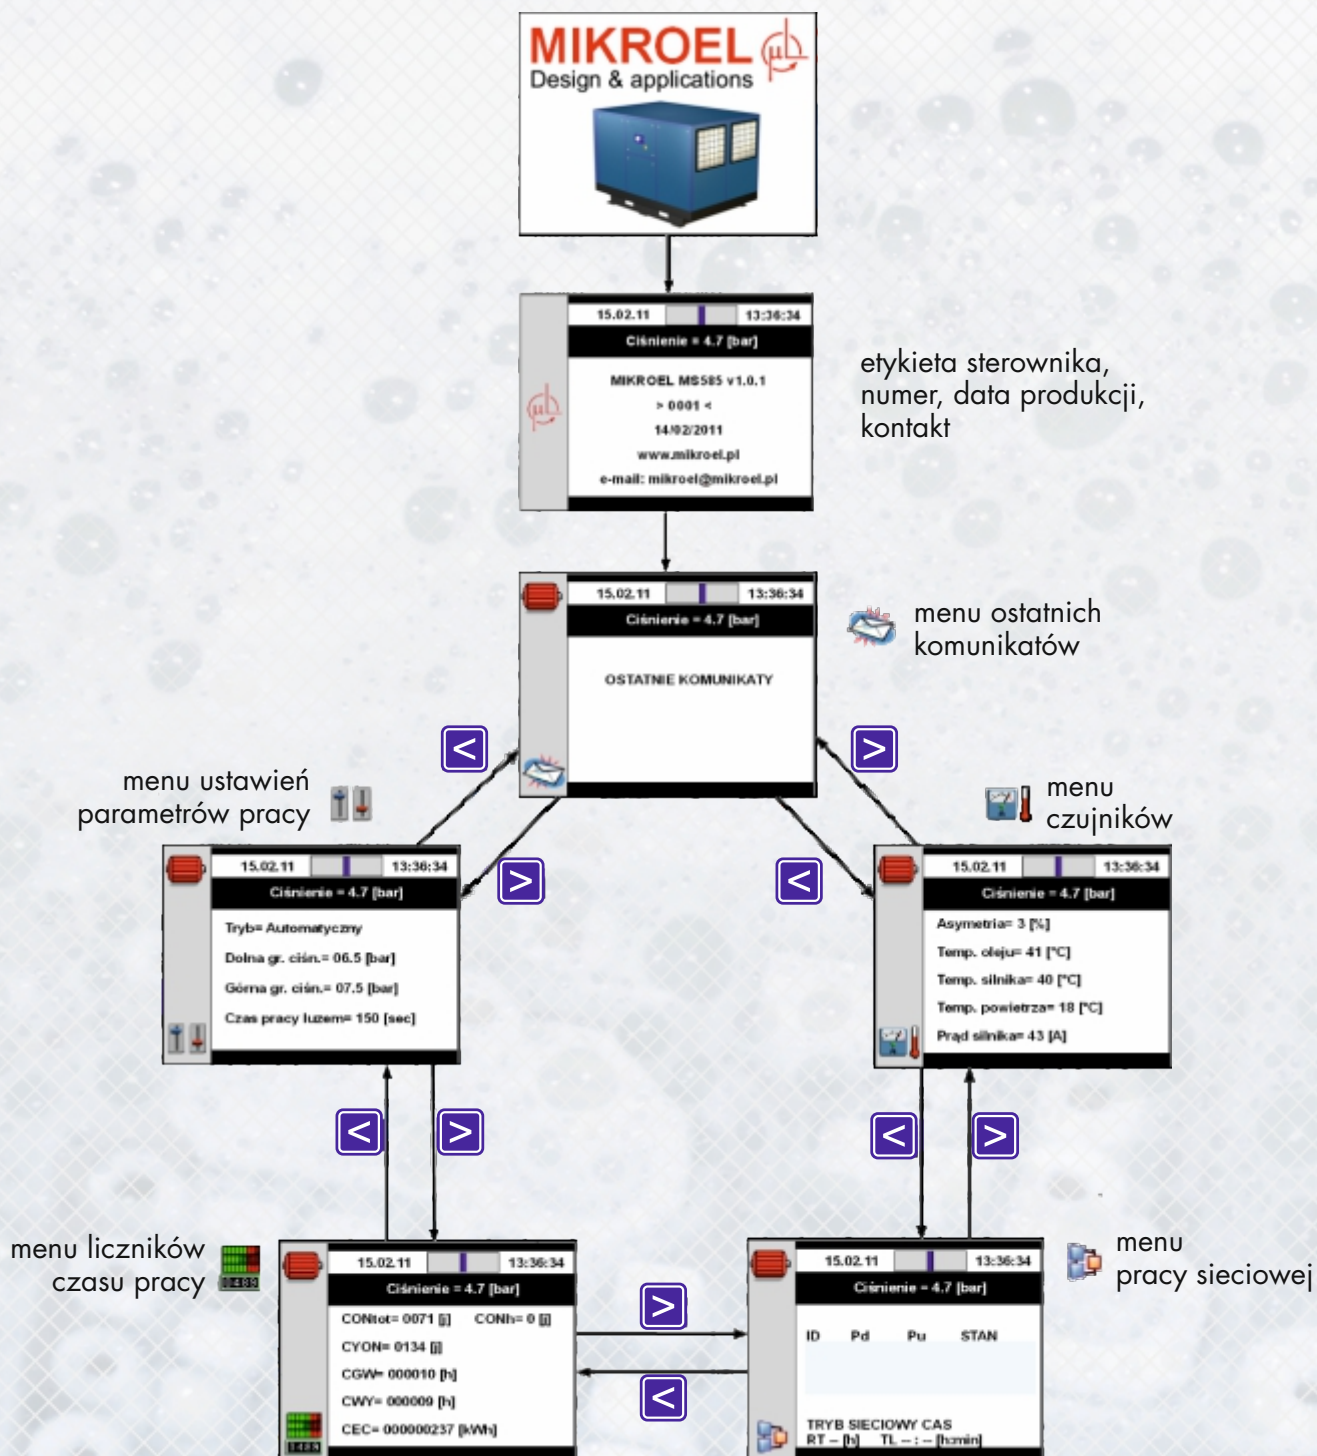 MIKROEL
Design & applications
15.02.11 13:36:34
Ciśnienie = 4.7 [bar]
MIKROEL MS585 v1.0.1
> 0001 <
14/02/2011
www.mikroel.pl
e-mail: mikroel@mikroel.pl
etykieta sterownika,
numer, data produkcji,
kontakt
15.02.11 13:36:34
Ciśnienie = 4.7 [bar]
OSTATNIE KOMUNIKATY
menu ostatnich
komunikatów
<
>
menu ustawień
parametrów pracy
menu
czujników
>
<
15.02.11 13:36:34
Ciśnienie = 4.7 [bar]
Tryb= Automatyczny
Dolna gr. ciśn.= 06.5 [bar]
Górna gr. ciśn.= 07.5 [bar]
Czas pracy luzem= 150 [sec]
15.02.11 13:36:34
Ciśnienie = 4.7 [bar]
Asymetria= 3 [%]
Temp. oleju= 41 [°C]
Temp. silnika= 40 [°C]
Temp. powietrza= 18 [°C]
Prąd silnika= 43 [A]
< >
< >
menu liczników
czasu pracy
15.02.11 13:36:34
Ciśnienie = 4.7 [bar]
CONtot= 0071 [j] CONh= 0 [j]
CYON= 0134 [j]
CGW= 000010 [h]
CWY= 000009 [h]
CEC= 000000237 [kWh]
>
<
15.02.11 13:36:34
Ciśnienie = 4.7 [bar]
ID Pd Pu STAN
TRYB SIECIOWY CAS
RT -- [h] TL -- : -- [h:min]
menu
pracy sieciowej